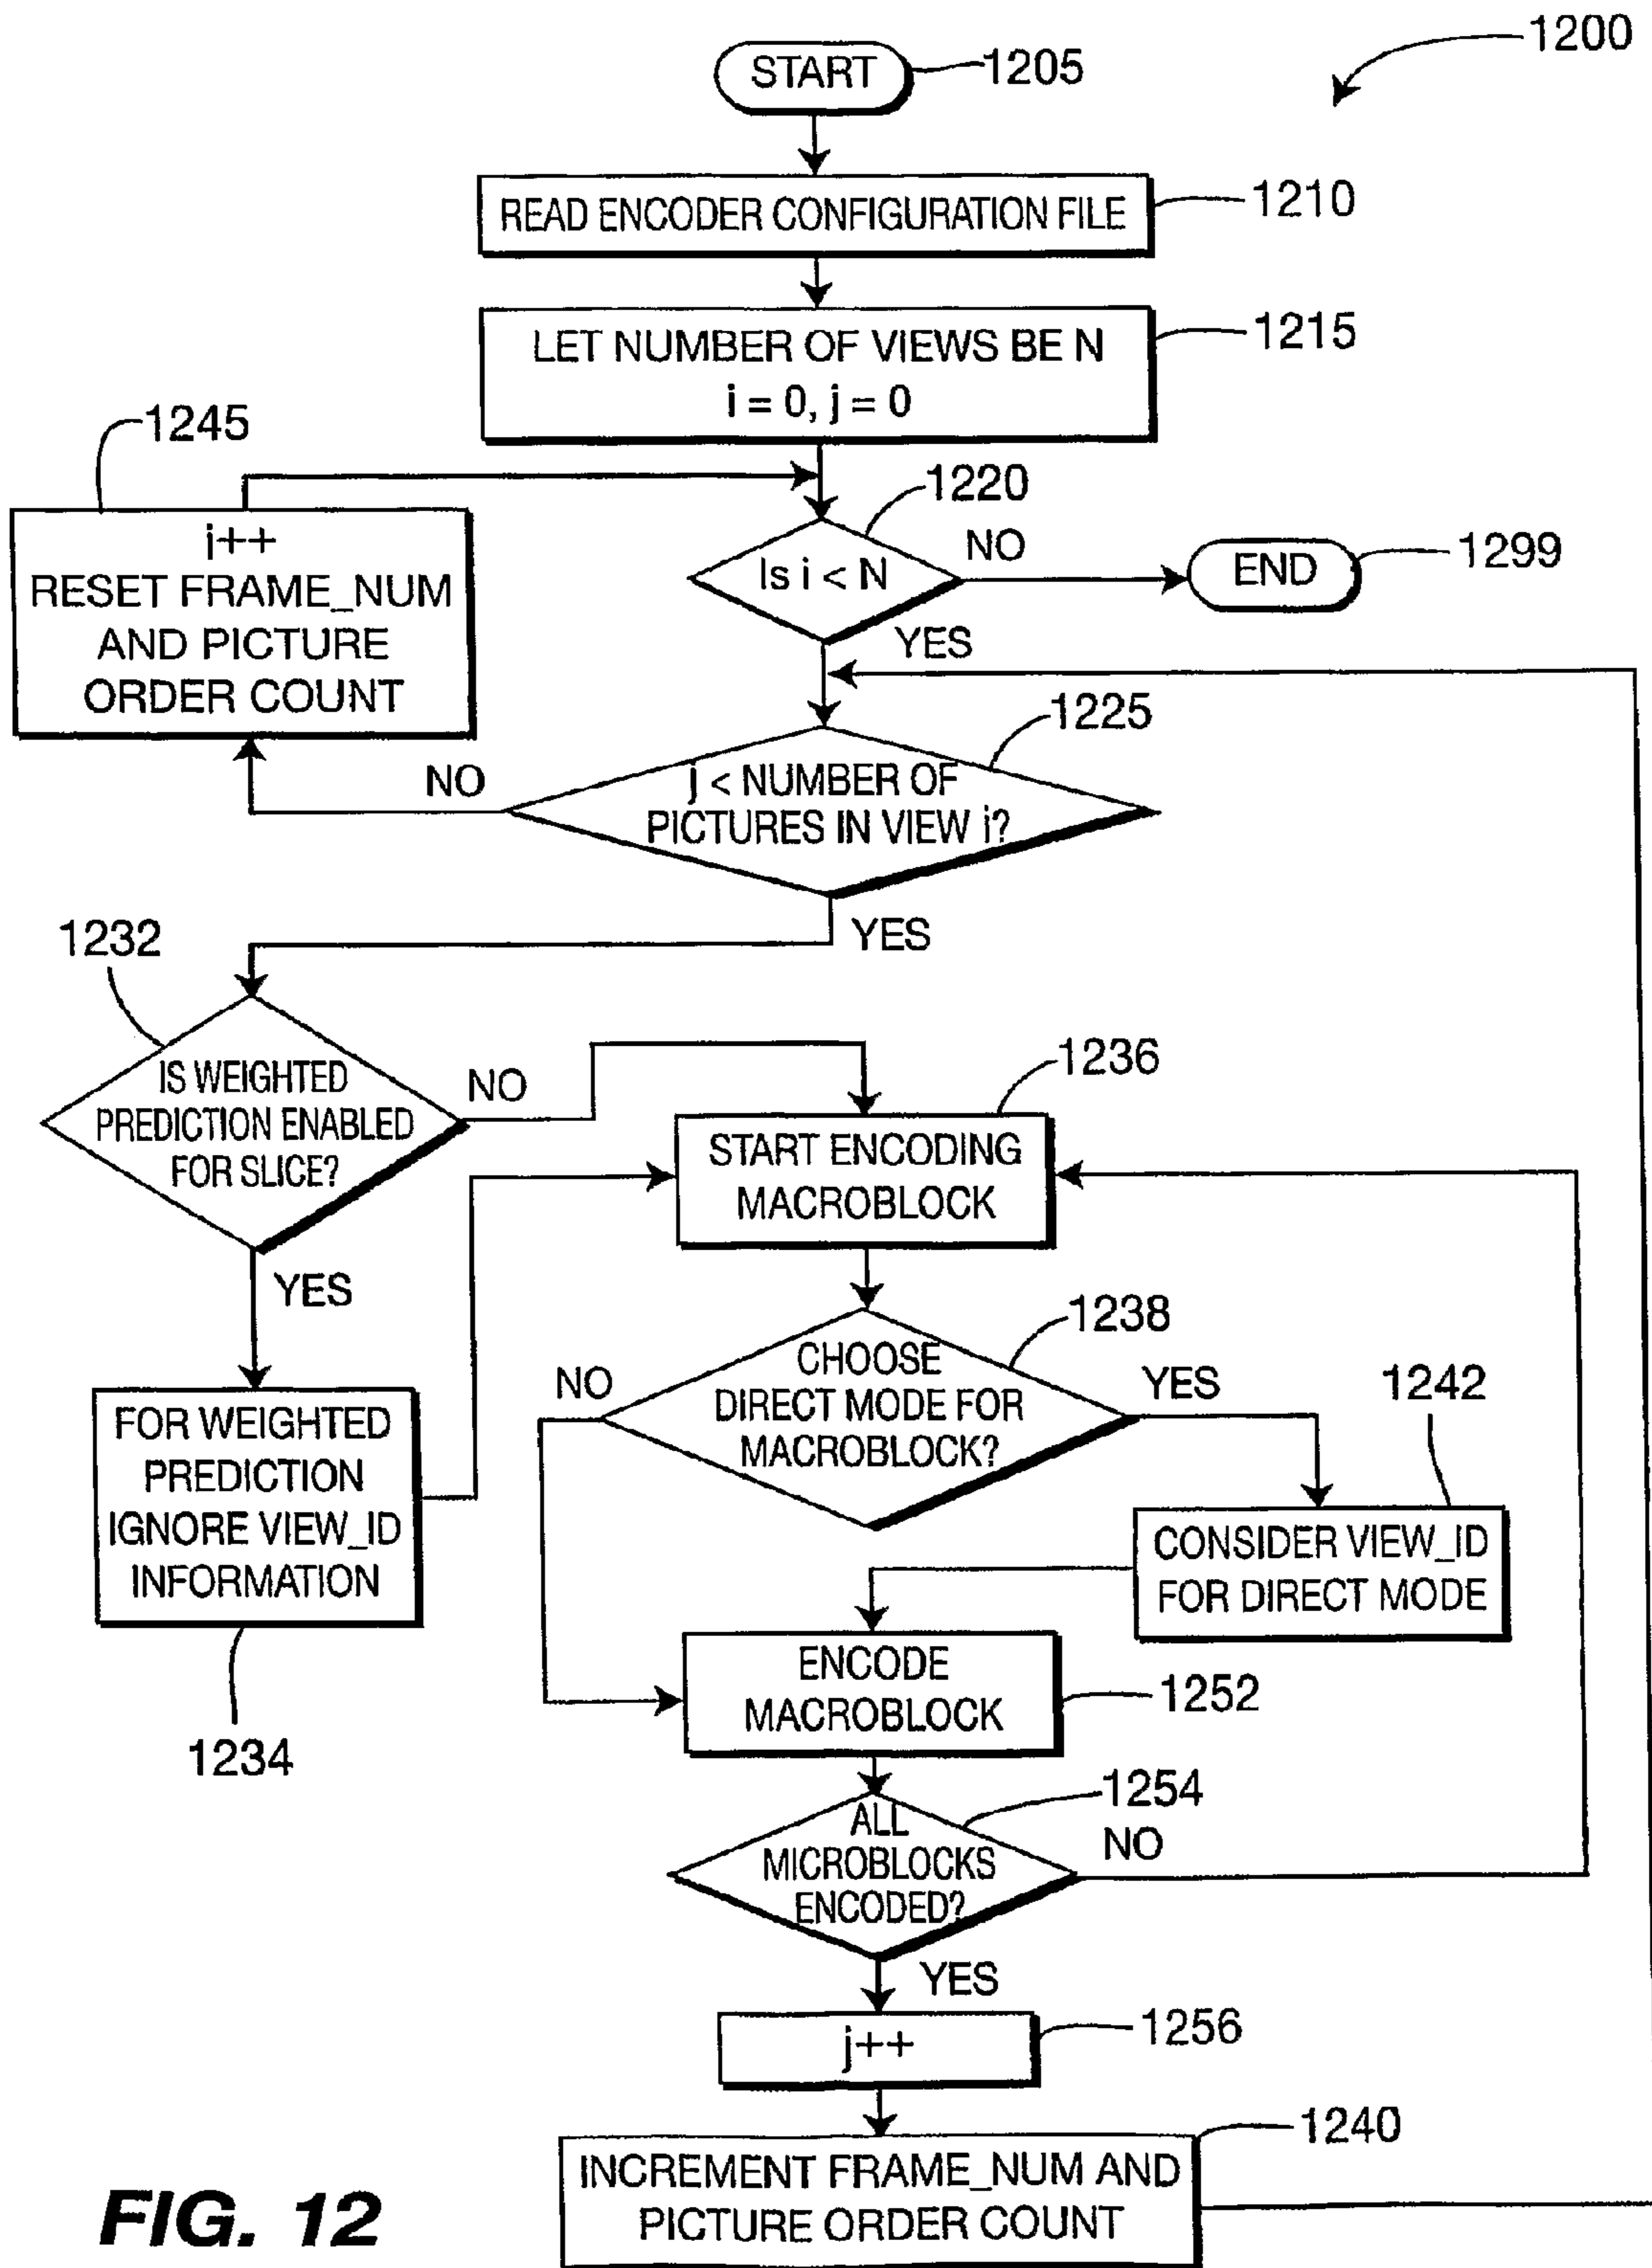 1200
START
1205
READ ENCODER CONFIGURATION FILE
1210
LET NUMBER OF VIEWS BE N
i = 0, j = 0
1215
1245
i++
RESET FRAME_NUM
AND PICTURE
ORDER COUNT
1220
Is i < N
NO
END
1299
YES
1225
j < NUMBER OF
PICTURES IN VIEW i?
NO
YES
1232
IS WEIGHTED
PREDICTION ENABLED
FOR SLICE?
NO
YES
1236
START ENCODING
MACROBLOCK
1238
CHOOSE
DIRECT MODE FOR
MACROBLOCK?
NO
YES
1242
FOR WEIGHTED
PREDICTION
IGNORE VIEW_ID
INFORMATION
1234
CONSIDER VIEW_ID
FOR DIRECT MODE
ENCODE
MACROBLOCK
1252
1254
ALL
MICROBLOCKS
ENCODED?
NO
YES
j++
1256
1240
INCREMENT FRAME_NUM AND
PICTURE ORDER COUNT
FIG. 12